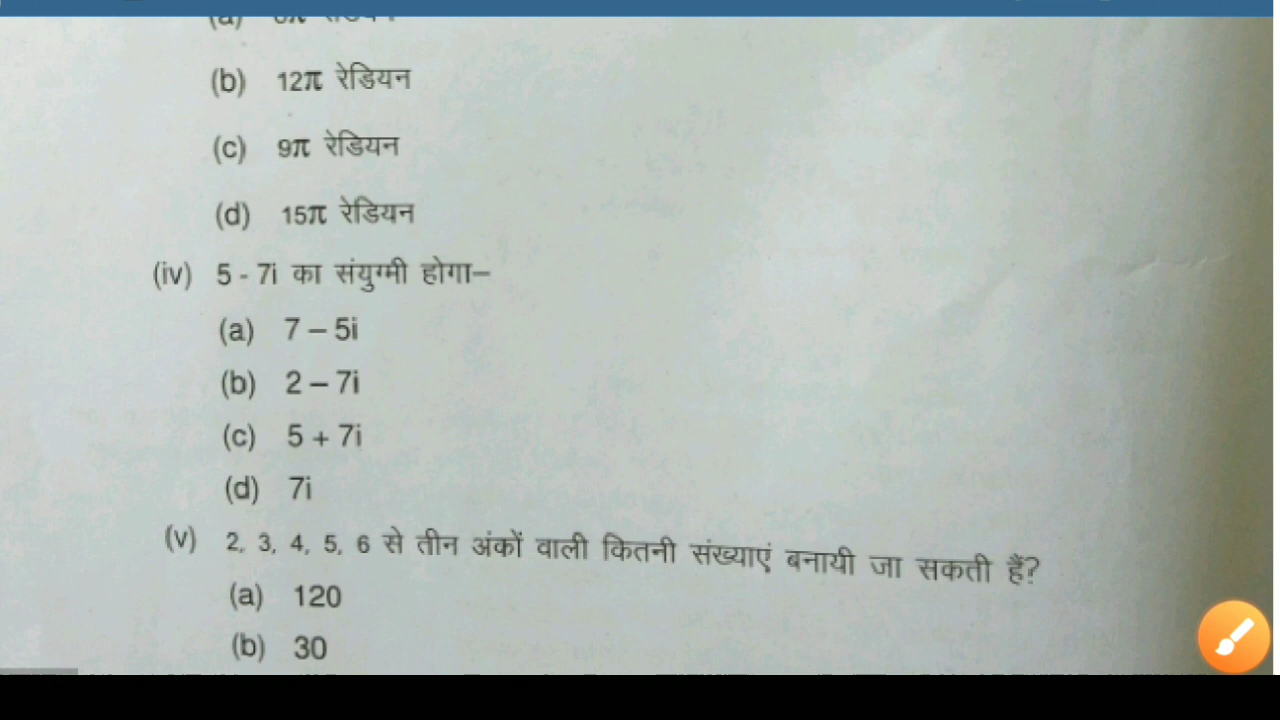 (b) 12π रेडियन
(c) 9π रेडियन
(d) 15π रेडियन
(iv) 5 - 7i का संयुग्मी होगा–
(a) 7 – 5i
(b) 2 – 7i
(c) 5 + 7i
(d) 7i
(v) 2, 3, 4, 5, 6 से तीन अंकों वाली कितनी संख्याएं बनायी जा सकती हैं?
(a) 120
(b) 30